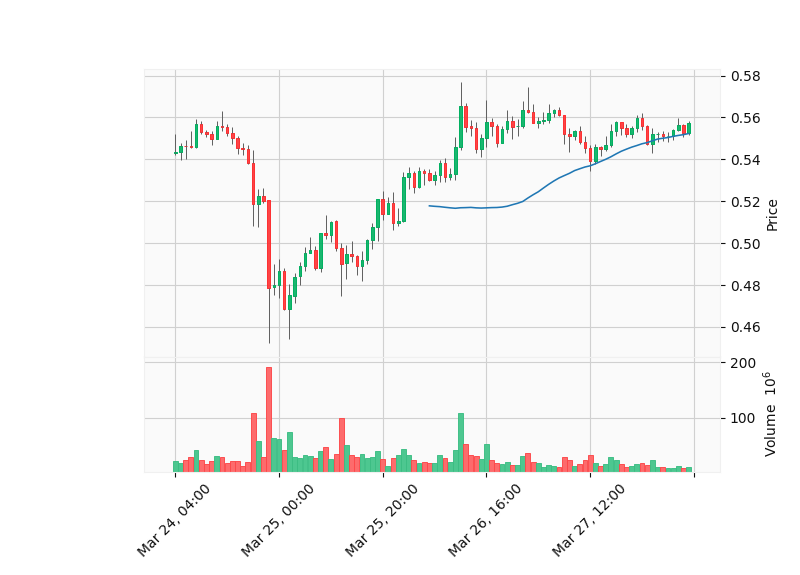 0.58
0.56
0.54
0.52
0.50
0.48
0.46
Price
200
100
Volume 10⁶
Mar 24, 04:00
Mar 25, 00:00
Mar 25, 20:00
Mar 26, 16:00
Mar 27, 12:00